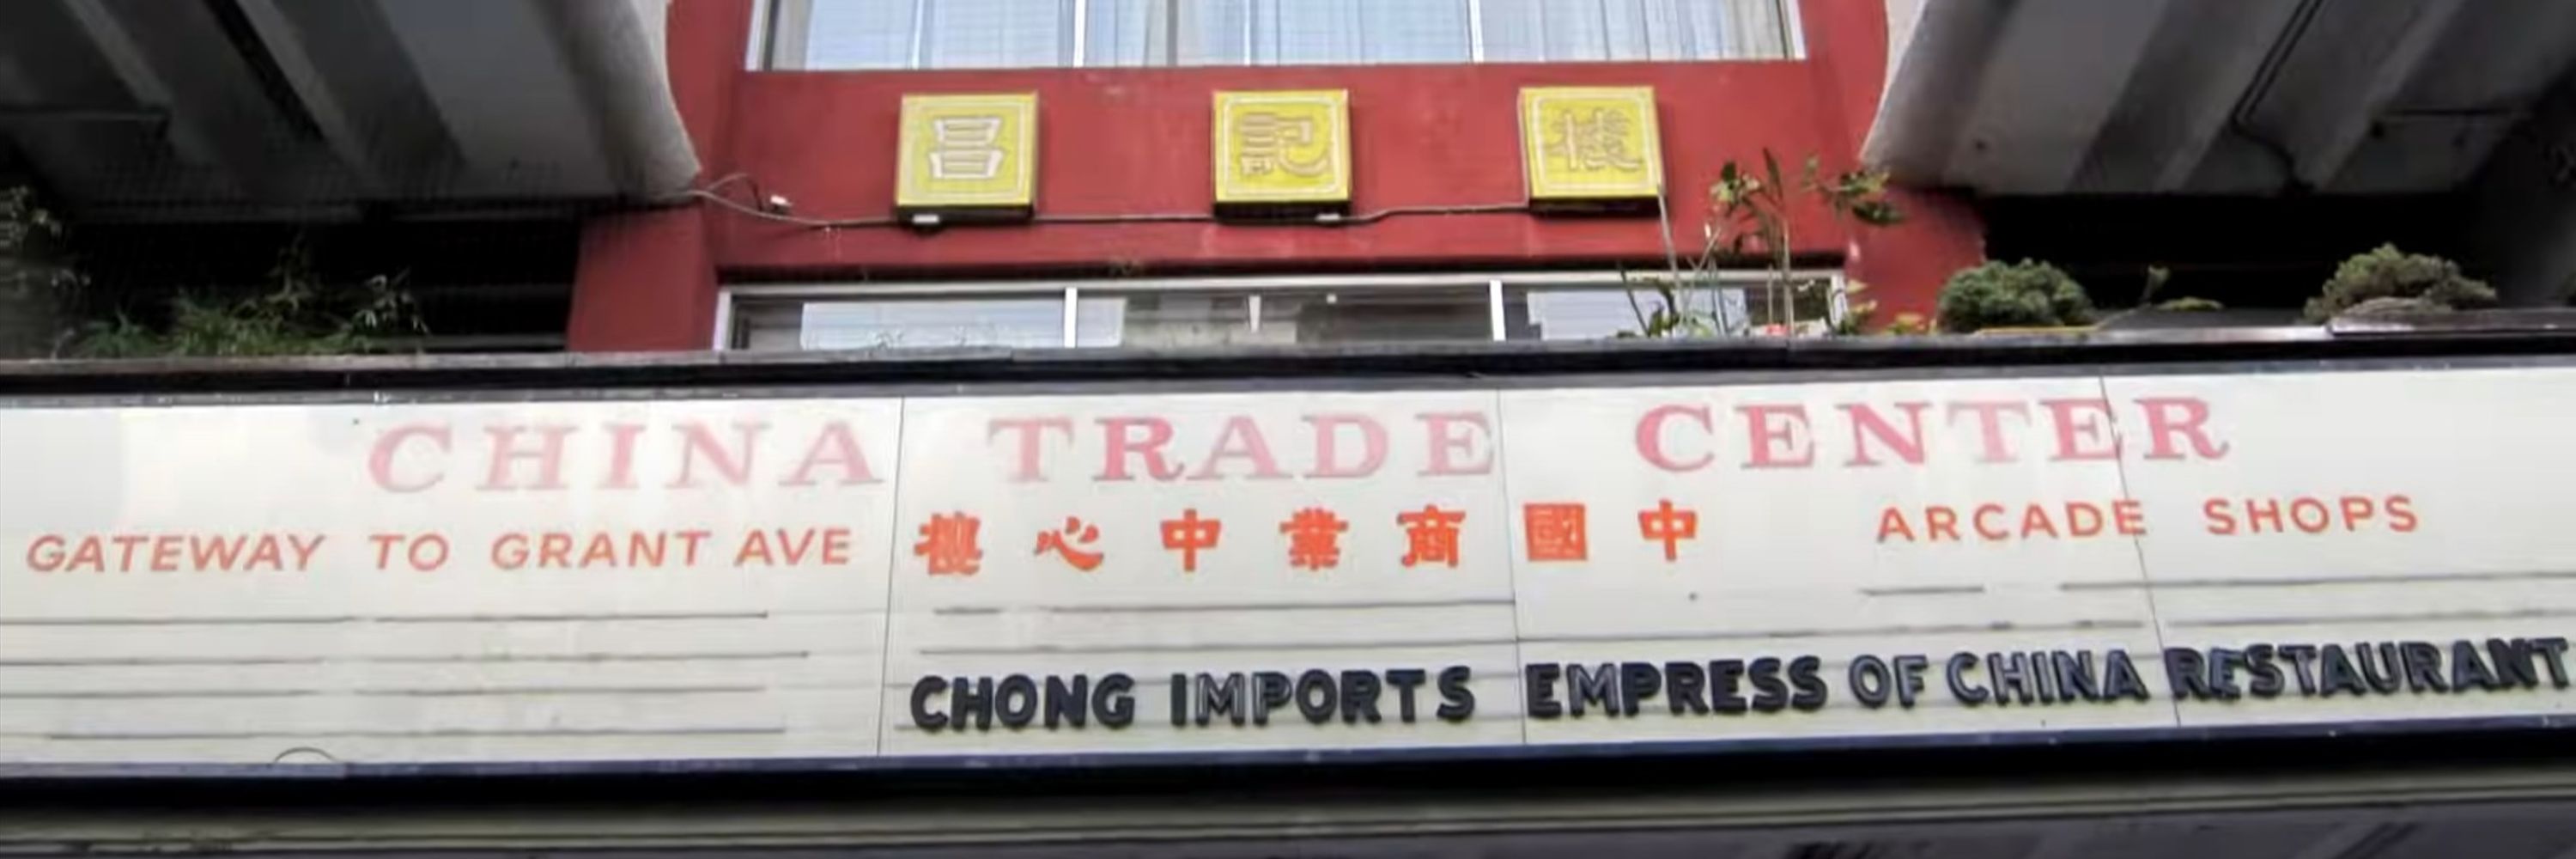 昌記棧
CHINA TRADE CENTER
GATEWAY TO GRANT AVE 中國商業中心樓 ARCADE SHOPS
CHONG IMPORTS EMPRESS OF CHINA RESTAURANT